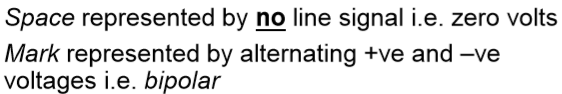 Space represented by no line signal i.e. zero volts
Mark represented by alternating +ve and –ve
voltages i.e. bipolar